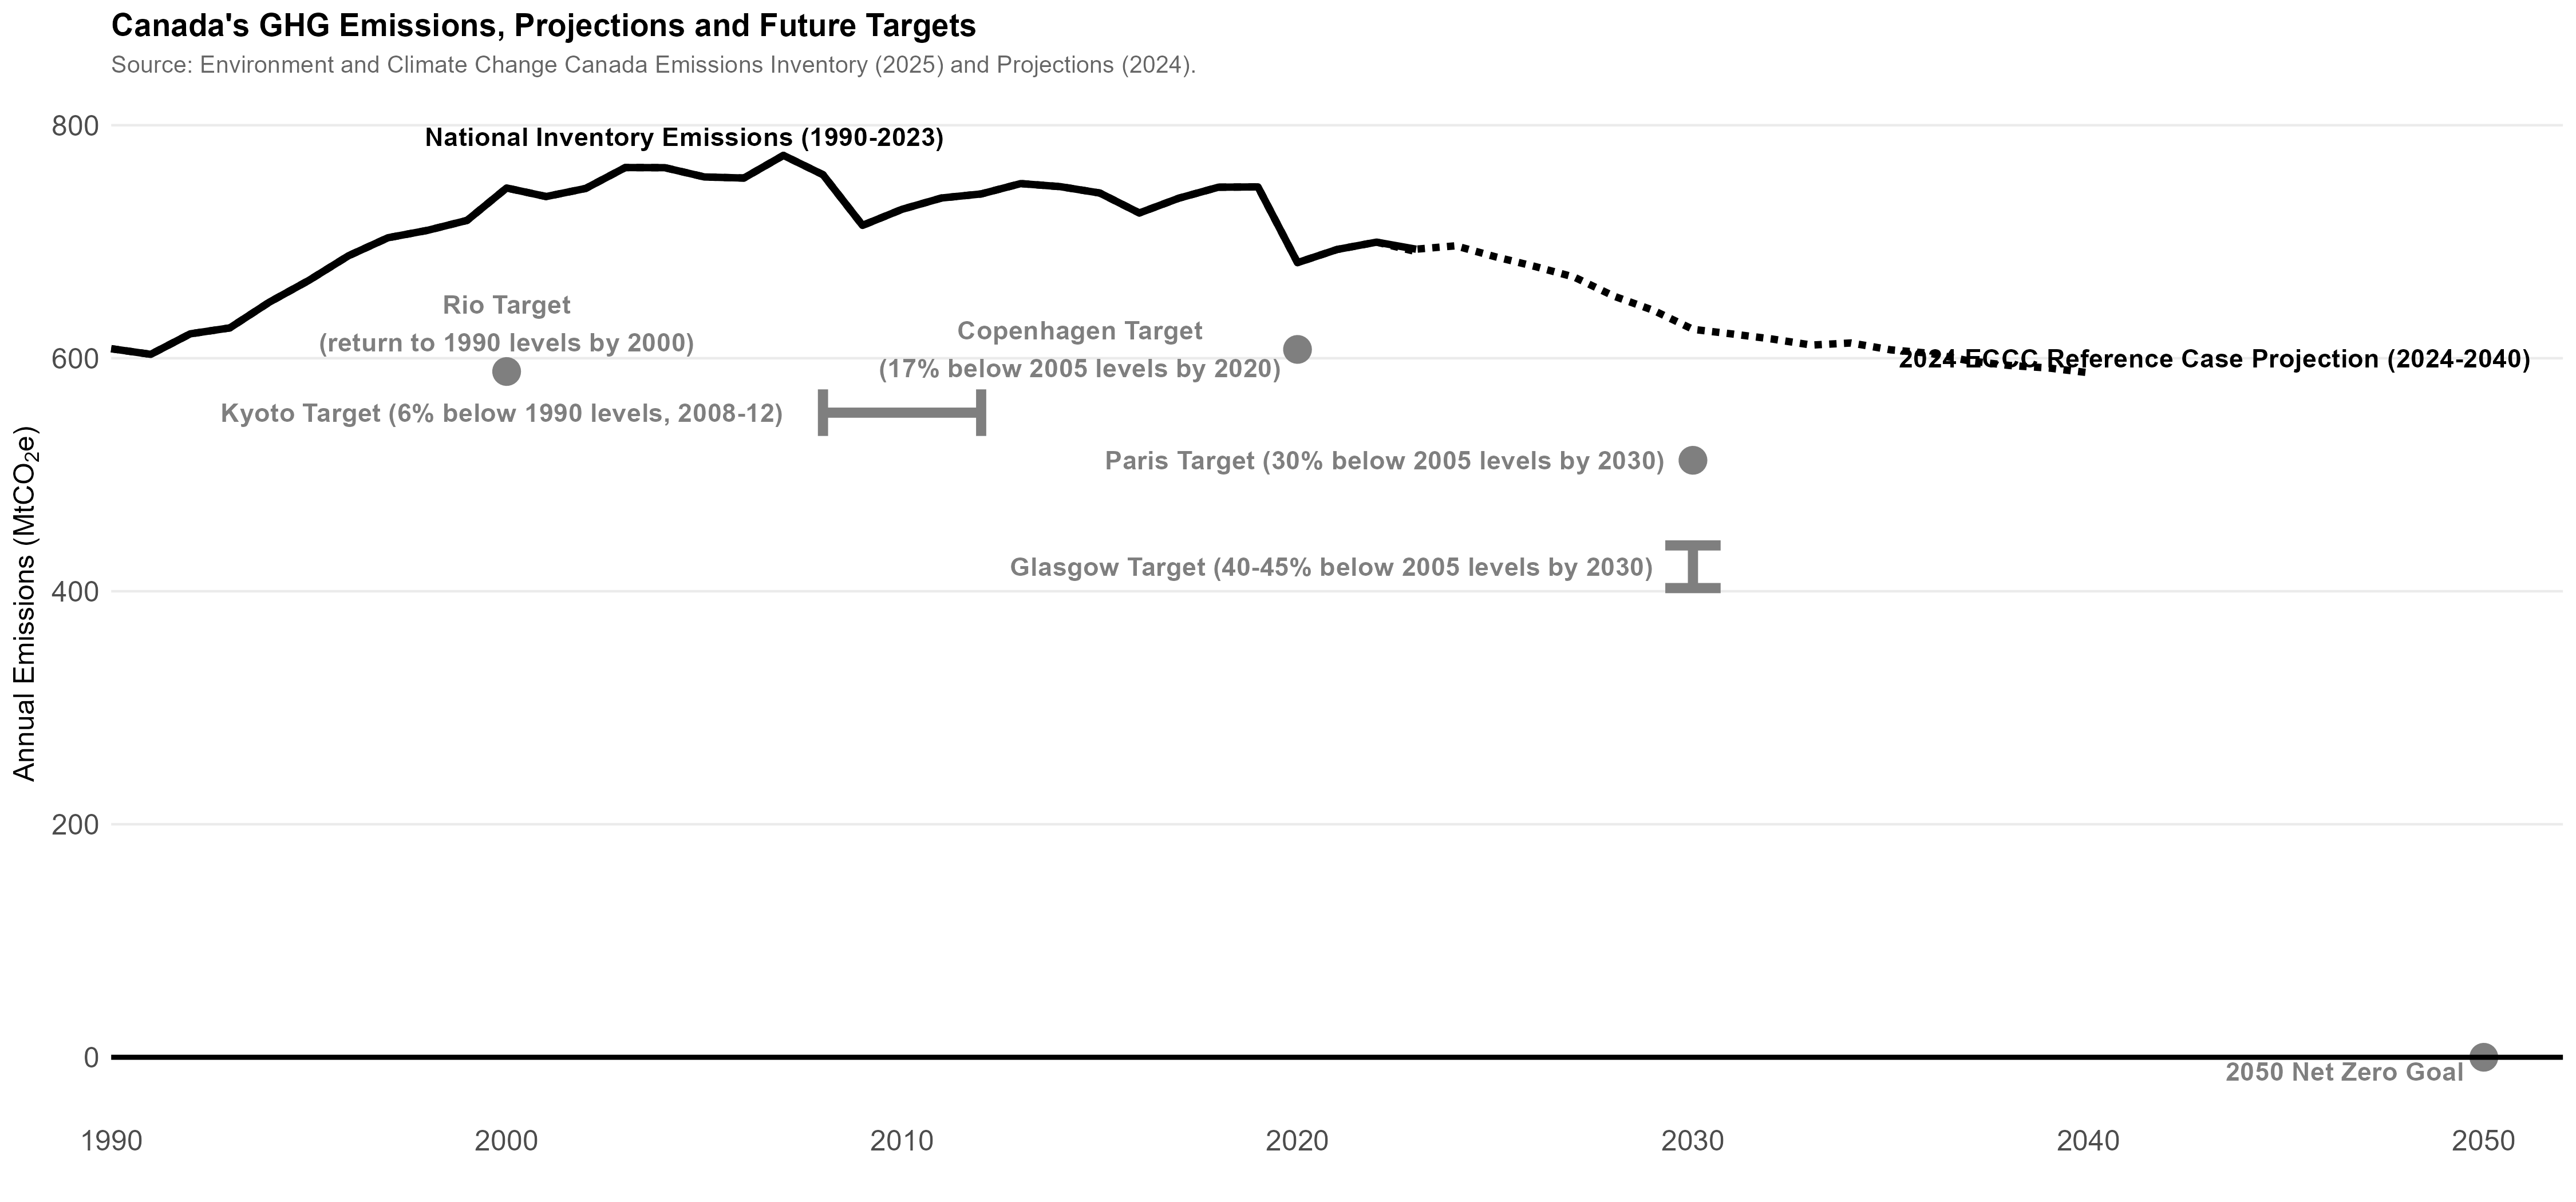 Canada's GHG Emissions, Projections and Future Targets
Source: Environment and Climate Change Canada Emissions Inventory (2025) and Projections (2024).
800
National Inventory Emissions (1990-2023)
Rio Target
(return to 1990 levels by 2000)
Copenhagen Target
(17% below 2005 levels by 2020)
600
2024 ECCC Reference Case Projection (2024-2040)
Kyoto Target (6% below 1990 levels, 2008-12)
Paris Target (30% below 2005 levels by 2030)
Glasgow Target (40-45% below 2005 levels by 2030)
400
Annual Emissions (MtCO₂e)
200
0
2050 Net Zero Goal
1990
2000
2010
2020
2030
2040
2050